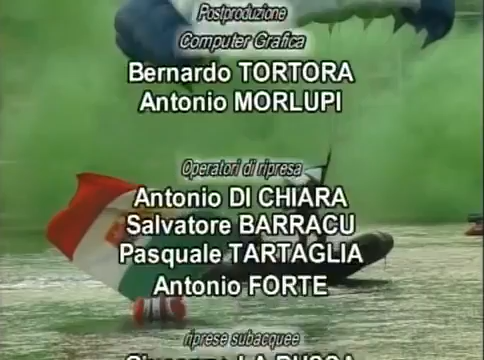 Postproduzione
Computer Grafica
Bernardo TORTORA
Antonio MORLUPI
Operatori di ripresa
Antonio DI CHIARA
Salvatore BARRACU
Pasquale TARTAGLIA
Antonio FORTE
riprese subacquee